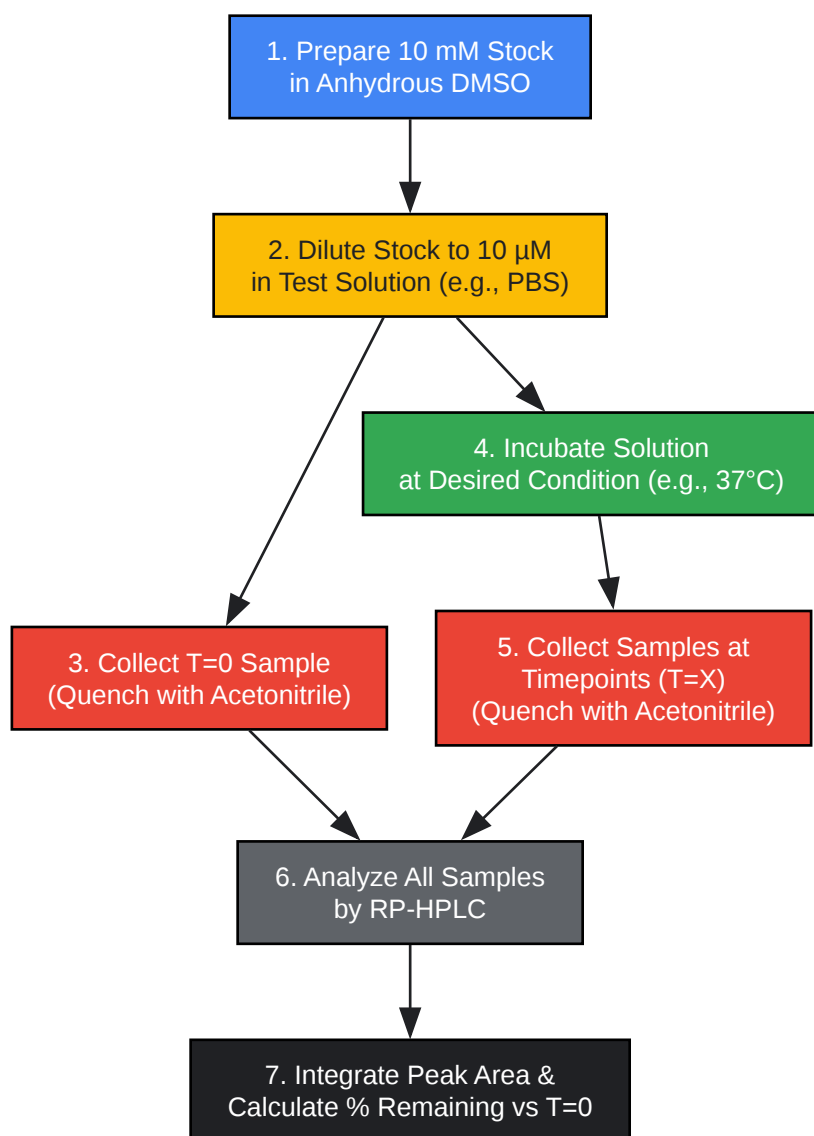 1. Prepare 10 mM Stock
in Anhydrous DMSO
2. Dilute Stock to 10 µM
in Test Solution (e.g., PBS)
4. Incubate Solution
at Desired Condition (e.g., 37°C)
3. Collect T=0 Sample
(Quench with Acetonitrile)
5. Collect Samples at
Timepoints (T=X)
(Quench with Acetonitrile)
6. Analyze All Samples
by RP-HPLC
7. Integrate Peak Area &
Calculate % Remaining vs T=0